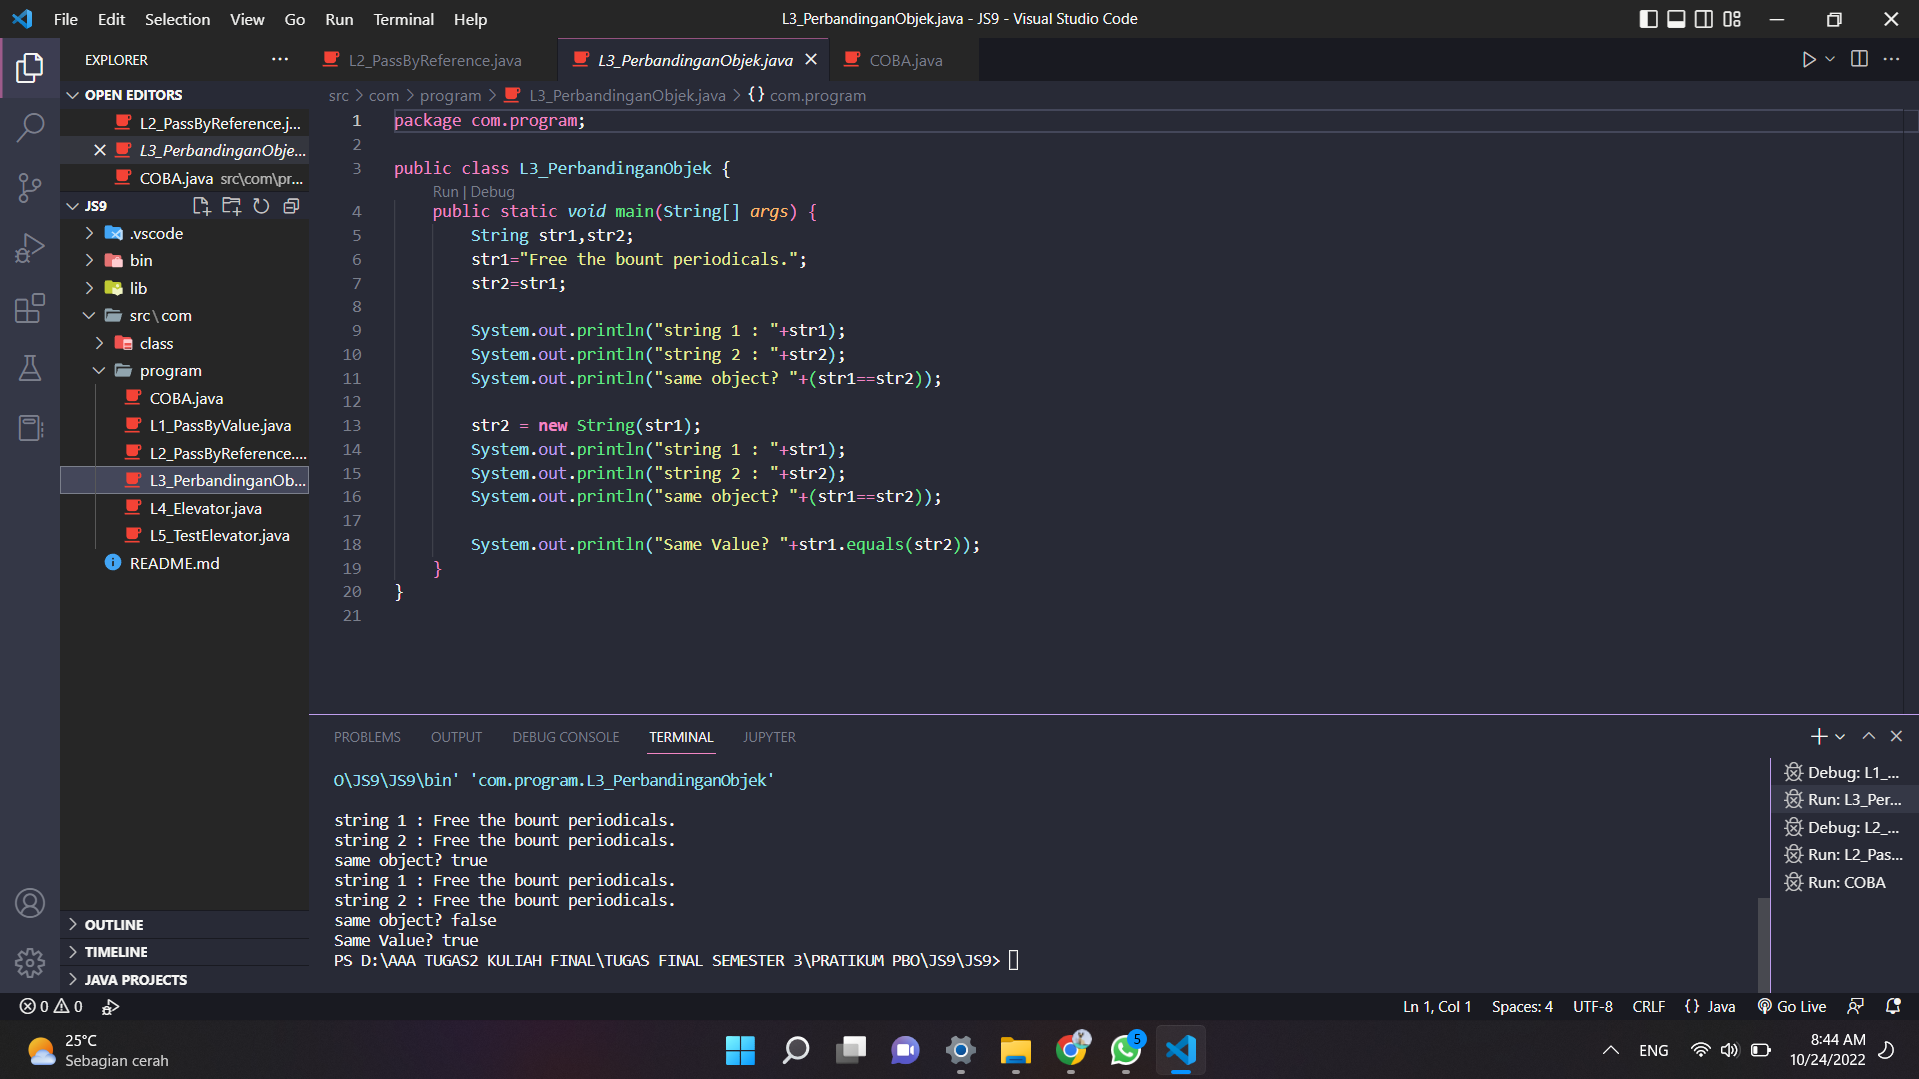 File Edit Selection View Go Run Terminal Help
L3_PerbandinganObjek.java - JS9 - Visual Studio Code
EXPLORER
L2_PassByReference.java
L3_PerbandinganObjek.java
COBA.java
OPEN EDITORS
L2_PassByReference.j...
L3_PerbandinganObje...
COBA.java src\com\pr...
JS9
.vscode
bin
lib
src\com
class
program
COBA.java
L1_PassByValue.java
L2_PassByReference....
L3_PerbandinganOb...
L4_Elevator.java
L5_TestElevator.java
README.md
OUTLINE
TIMELINE
JAVA PROJECTS
src > com > program > L3_PerbandinganObjek.java > {} com.program
1 package com.program;
2
3 public class L3_PerbandinganObjek {
Run | Debug
4 public static void main(String[] args) {
5 String str1,str2;
6 str1="Free the bount periodicals.";
7 str2=str1;
8
9 System.out.println("string 1 : "+str1);
10 System.out.println("string 2 : "+str2);
11 System.out.println("same object? "+(str1==str2));
12
13 str2 = new String(str1);
14 System.out.println("string 1 : "+str1);
15 System.out.println("string 2 : "+str2);
16 System.out.println("same object? "+(str1==str2));
17
18 System.out.println("Same Value? "+str1.equals(str2));
19 }
20 }
21
PROBLEMS OUTPUT DEBUG CONSOLE TERMINAL JUPYTER
O\JS9\JS9\bin' 'com.program.L3_PerbandinganObjek'
string 1 : Free the bount periodicals.
string 2 : Free the bount periodicals.
same object? true
string 1 : Free the bount periodicals.
string 2 : Free the bount periodicals.
same object? false
Same Value? true
PS D:\AAA TUGAS2 KULIAH FINAL\TUGAS FINAL SEMESTER 3\PRATIKUM PBO\JS9\JS9>
Debug: L1_...
Run: L3_Per...
Debug: L2_...
Run: L2_Pas...
Run: COBA
0 0
Ln 1, Col 1 Spaces: 4 UTF-8 CRLF {} Java Go Live
25°C
Sebagian cerah
5
ENG
8:44 AM
10/24/2022